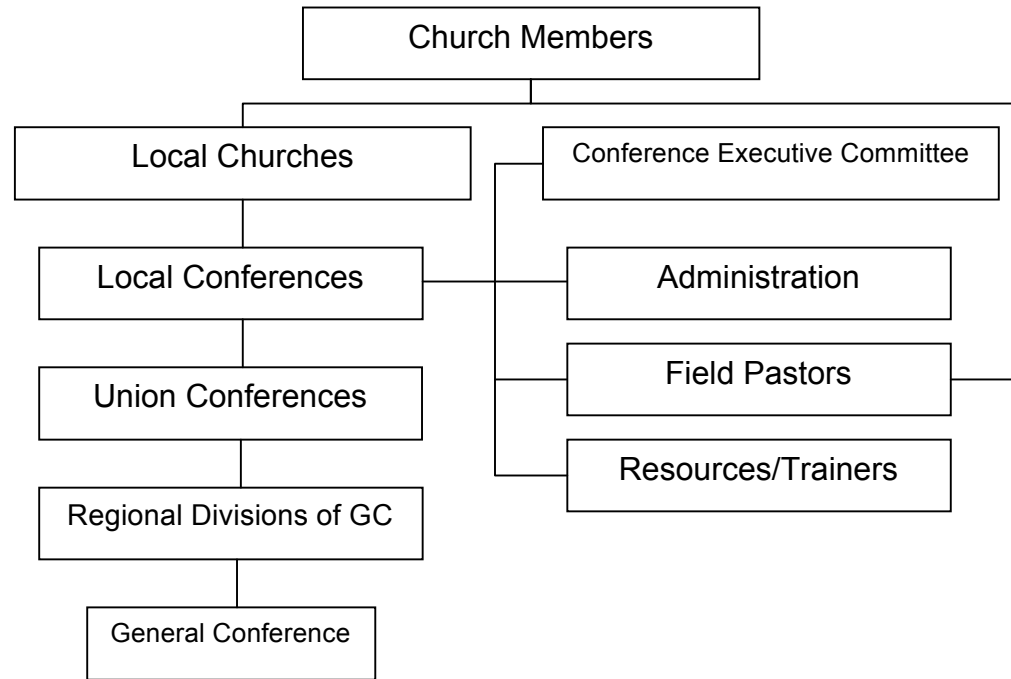 Church Members
Local Churches
Conference Executive Committee
Local Conferences
Administration
Union Conferences
Field Pastors
Resources/Trainers
Regional Divisions of GC
General Conference